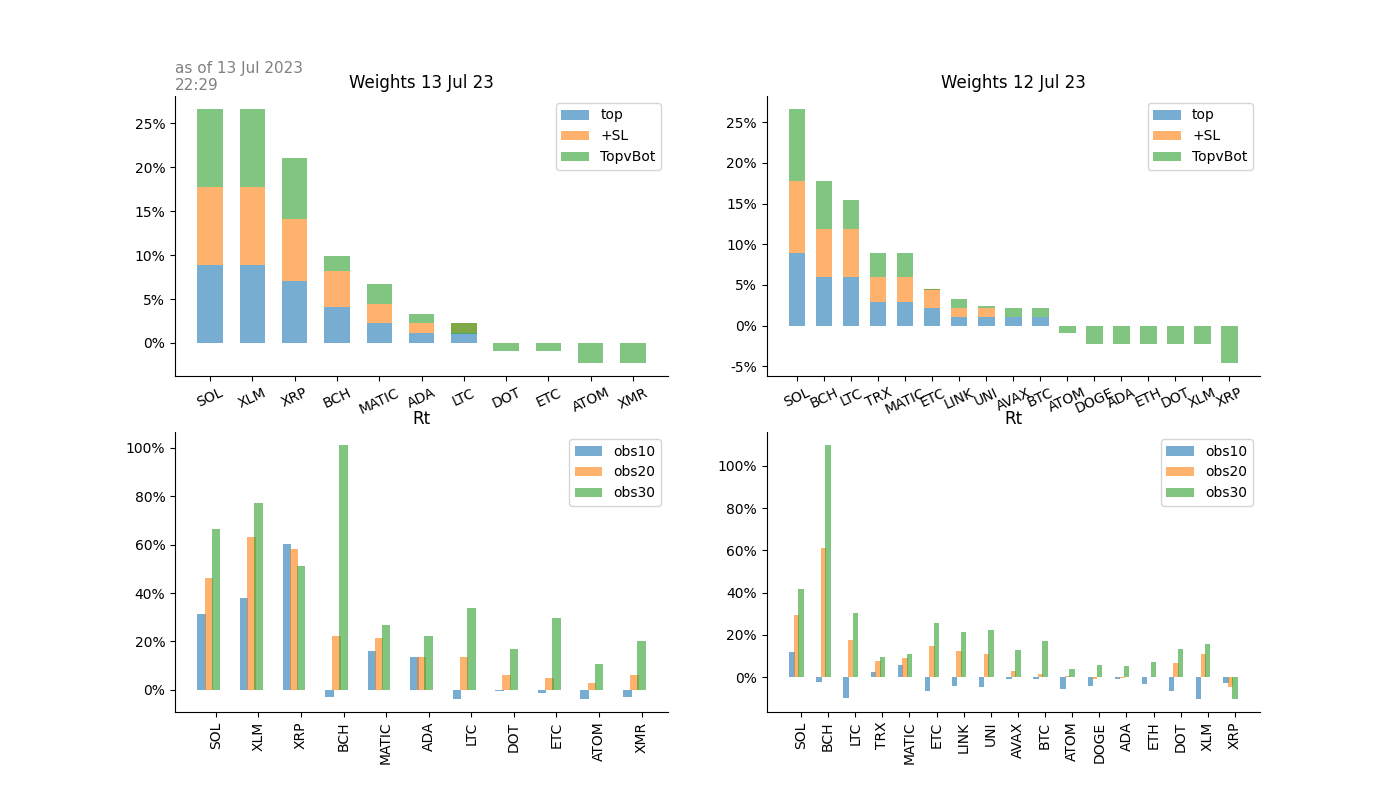 as of 13 Jul 2023
22:29
Weights 13 Jul 23
25%
20%
15%
10%
5%
0%
top
+SL
TopvBot
SOL XLM XRP BCH MATIC ADA LTC DOT ETC ATOM XMR
Weights 12 Jul 23
25%
20%
15%
10%
5%
0%
-5%
top
+SL
TopvBot
SOL BCH LTC TRX MATIC ETC LINK UNI AVAX BTC ATOM DOGE ADA ETH DOT XLM XRP
Rt
100%
80%
60%
40%
20%
0%
obs10
obs20
obs30
SOL XLM XRP BCH MATIC ADA LTC DOT ETC ATOM XMR
Rt
100%
80%
60%
40%
20%
0%
obs10
obs20
obs30
SOL BCH LTC TRX MATIC ETC LINK UNI AVAX BTC ATOM DOGE ADA ETH DOT XLM XRP